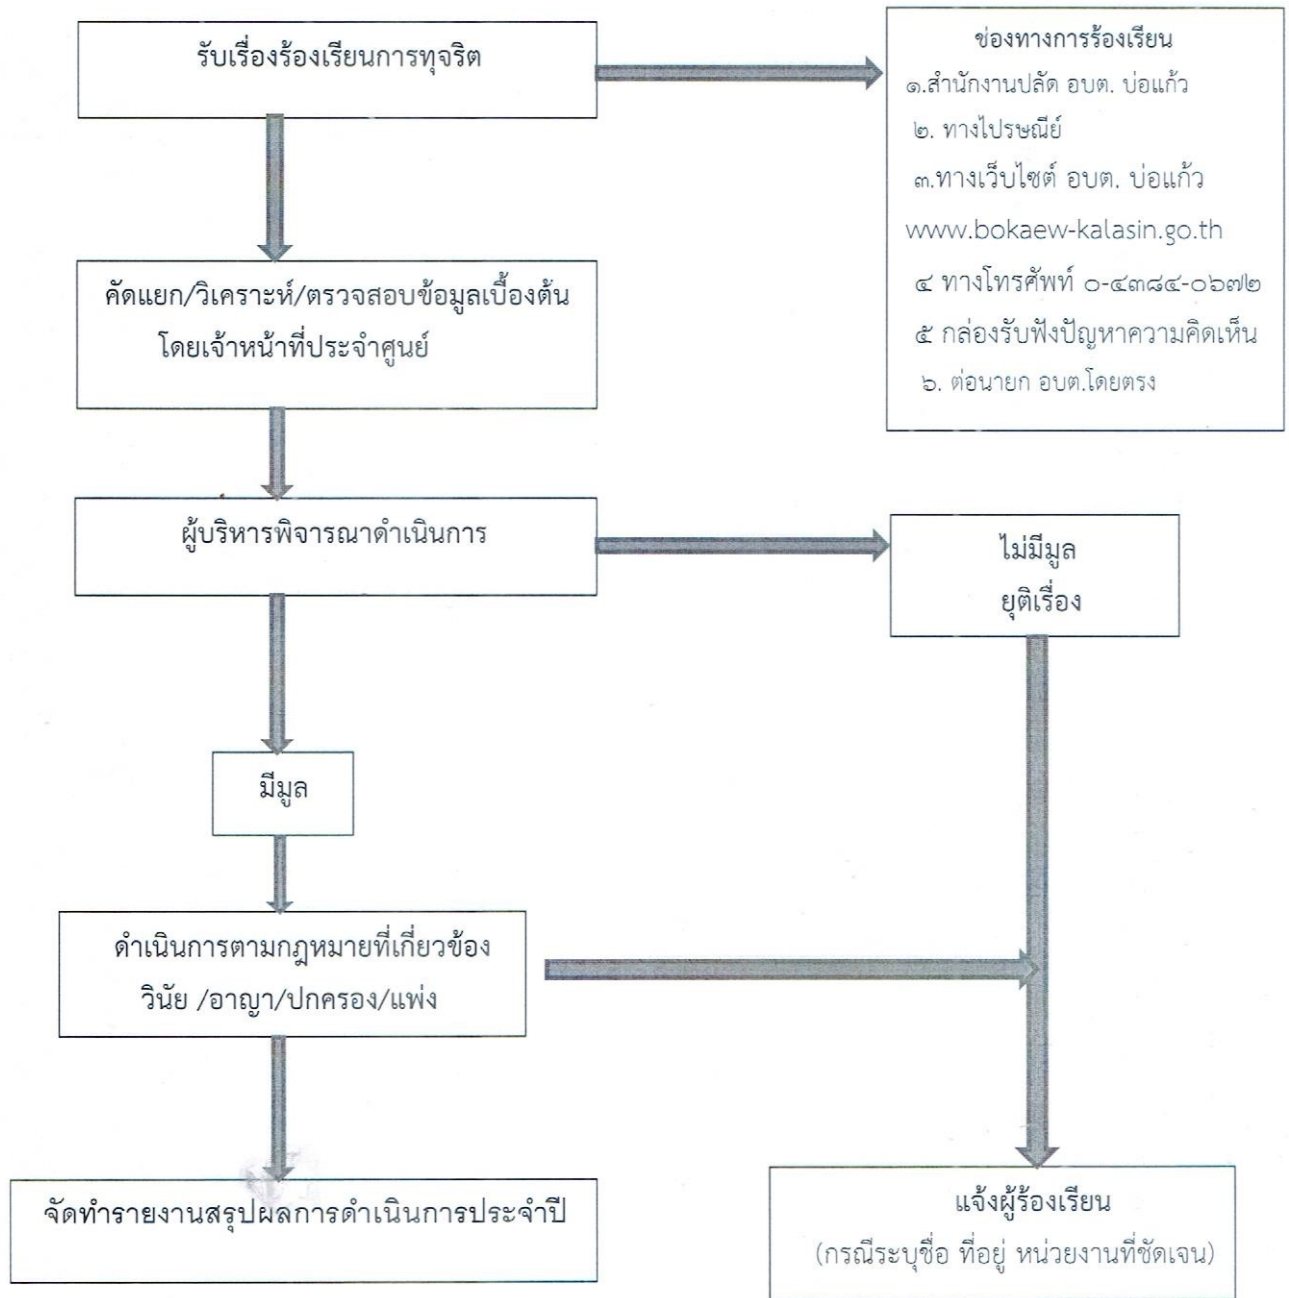 รับเรื่องร้องเรียนการทุจริต
ช่องทางการร้องเรียน
๑.สำนักงานปลัด อบต. บ่อแก้ว
๒. ทางไปรษณีย์
๓.ทางเว็บไซต์ อบต. บ่อแก้ว
www.bokaew-kalasin.go.th
๔ ทางโทรศัพท์ ๐-๔๓๘๔-๐๖๗๒
๕ กล่องรับฟังปัญหาความคิดเห็น
๖. ต่อนายก อบต.โดยตรง
คัดแยก/วิเคราะห์/ตรวจสอบข้อมูลเบื้องต้น
โดยเจ้าหน้าที่ประจำศูนย์
ผู้บริหารพิจารณาดำเนินการ
ไม่มีมูล
ยุติเรื่อง
มีมูล
ดำเนินการตามกฎหมายที่เกี่ยวข้อง
วินัย /อาญา/ปกครอง/แพ่ง
จัดทำรายงานสรุปผลการดำเนินการประจำปี
แจ้งผู้ร้องเรียน
(กรณีระบุชื่อ ที่อยู่ หน่วยงานที่ชัดเจน)